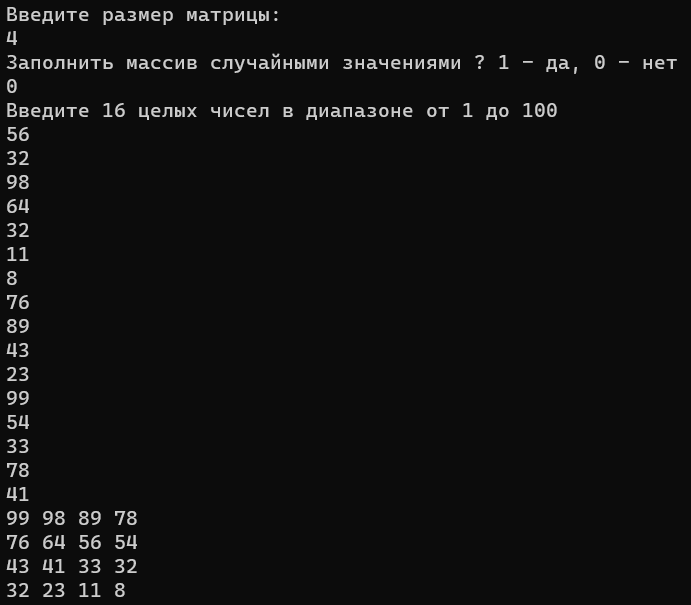 Введите размер матрицы:
4
Заполнить массив случайными значениями ? 1 - да, 0 - нет
0
Введите 16 целых чисел в диапазоне от 1 до 100
56
32
98
64
32
11
8
76
89
43
23
99
54
33
78
41
99 98 89 78
76 64 56 54
43 41 33 32
32 23 11 8